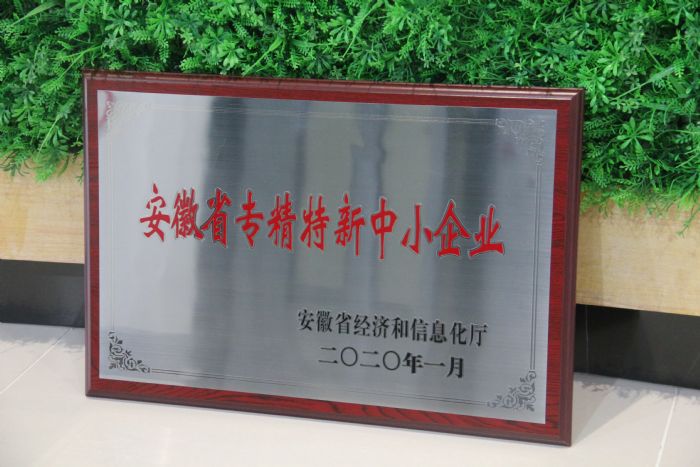 安徽省专精特新中小企业
安徽省经济和信息化厅
二〇二〇年一月